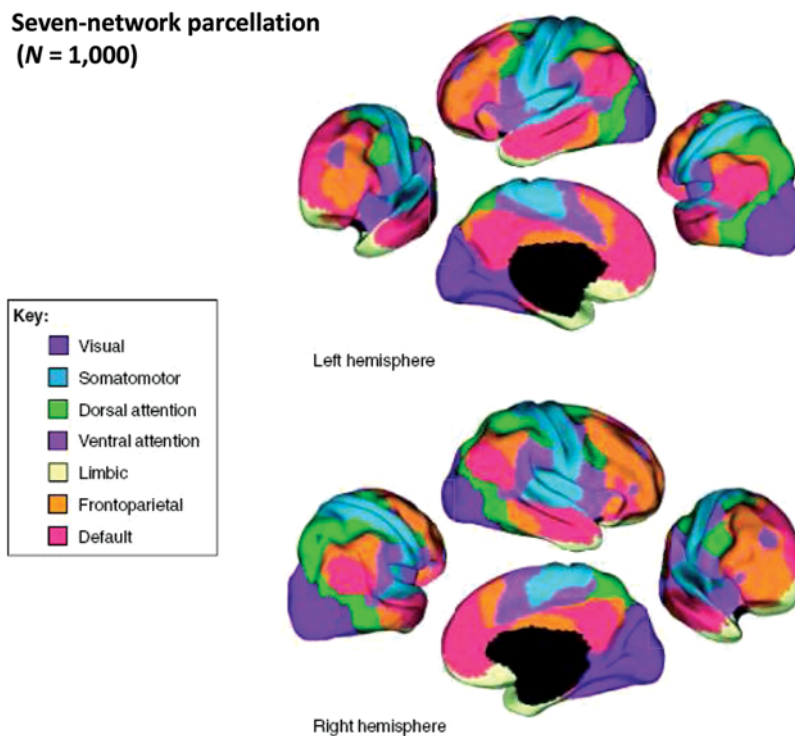 Seven-network parcellation
(N = 1,000)
Left hemisphere
Key:
Visual
Somatomotor
Dorsal attention
Ventral attention
Limbic
Frontoparietal
Default
Right hemisphere